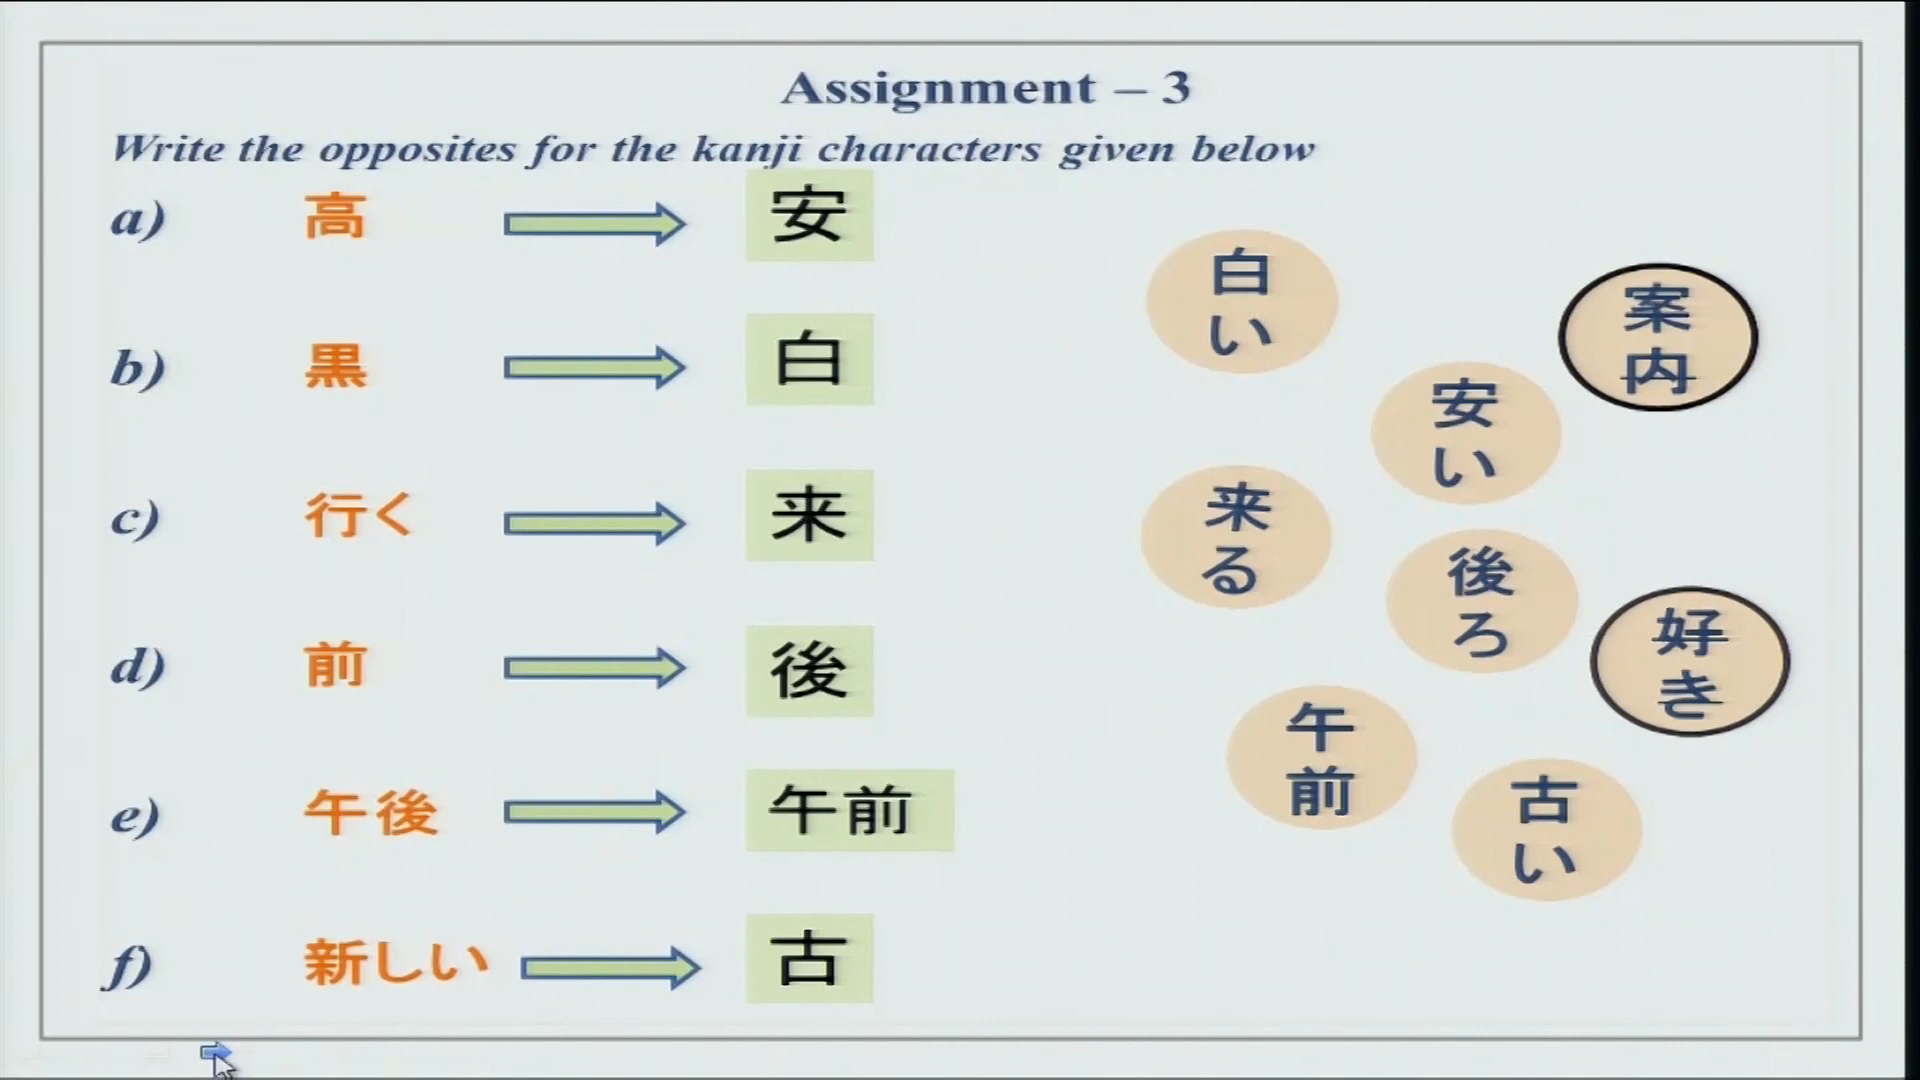 Assignment – 3
Write the opposites for the kanji characters given below
a) 高 安
b) 黒 白
c) 行く 来
d) 前 後
e) 午後 午前
f) 新しい 古
白い
案内
安い
来る
後ろ
好き
午前
古い